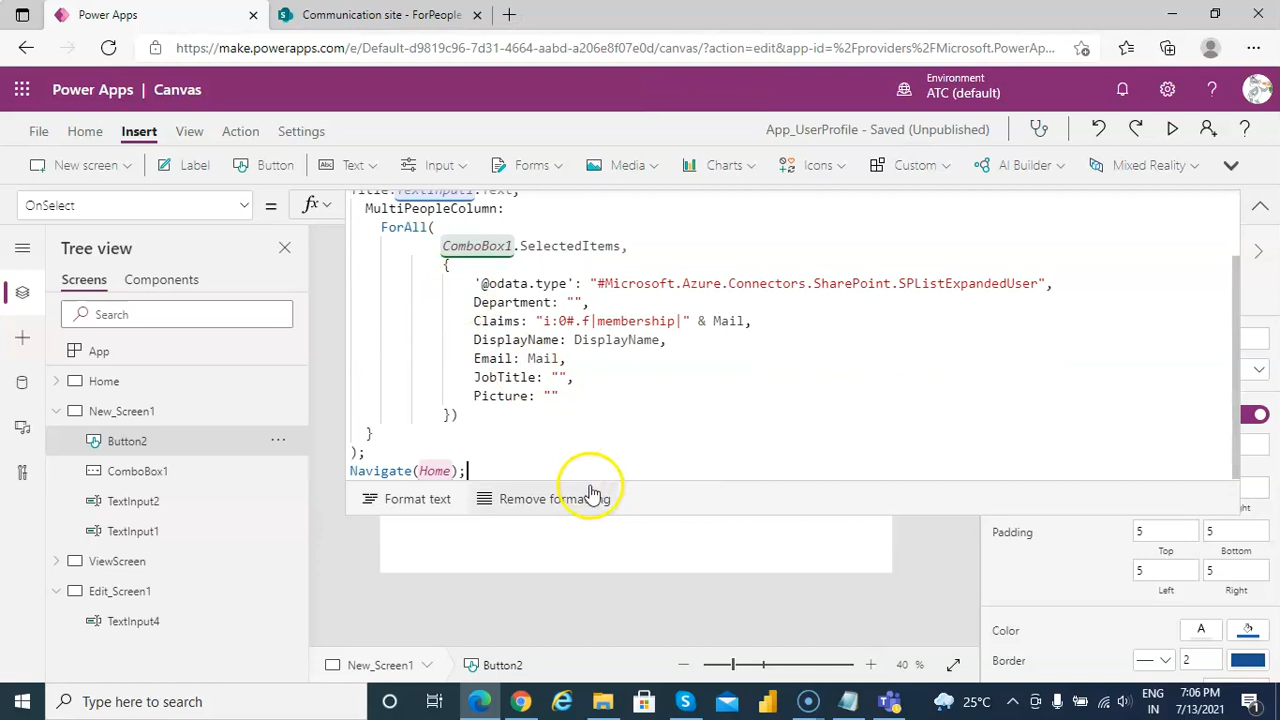 Power Apps
Communication site - ForPeople
https://make.powerapps.com/e/Default-d9819c96-7d31-4664-aabd-a206e8f07e0d/canvas/?action=edit&app-id=%2Fproviders%2FMicrosoft.PowerAp...
Power Apps | Canvas
Environment
ATC (default)
File Home Insert View Action Settings
App_UserProfile - Saved (Unpublished)
New screen Label Button Text Input Forms Media Charts Icons Custom AI Builder Mixed Reality
OnSelect = fx
Title:TextInput1.Text,
MultiPeopleColumn:
ForAll(
ComboBox1.SelectedItems,
{
'@odata.type': "#Microsoft.Azure.Connectors.SharePoint.SPListExpandedUser",
Department: "",
Claims: "i:0#.f|membership|" & Mail,
DisplayName: DisplayName,
Email: Mail,
JobTitle: "",
Picture: ""
})
}
);
Navigate(Home);
Format text Remove formatting
Tree view
Screens Components
Search
App
Home
New_Screen1
Button2
ComboBox1
TextInput2
TextInput1
ViewScreen
Edit_Screen1
TextInput4
Padding 5 5
Top Bottom
5 5
Left Right
Color A
Border 2
New_Screen1 Button2 40 %
Type here to search
25°C
ENG
IN
7:06 PM
7/13/2021